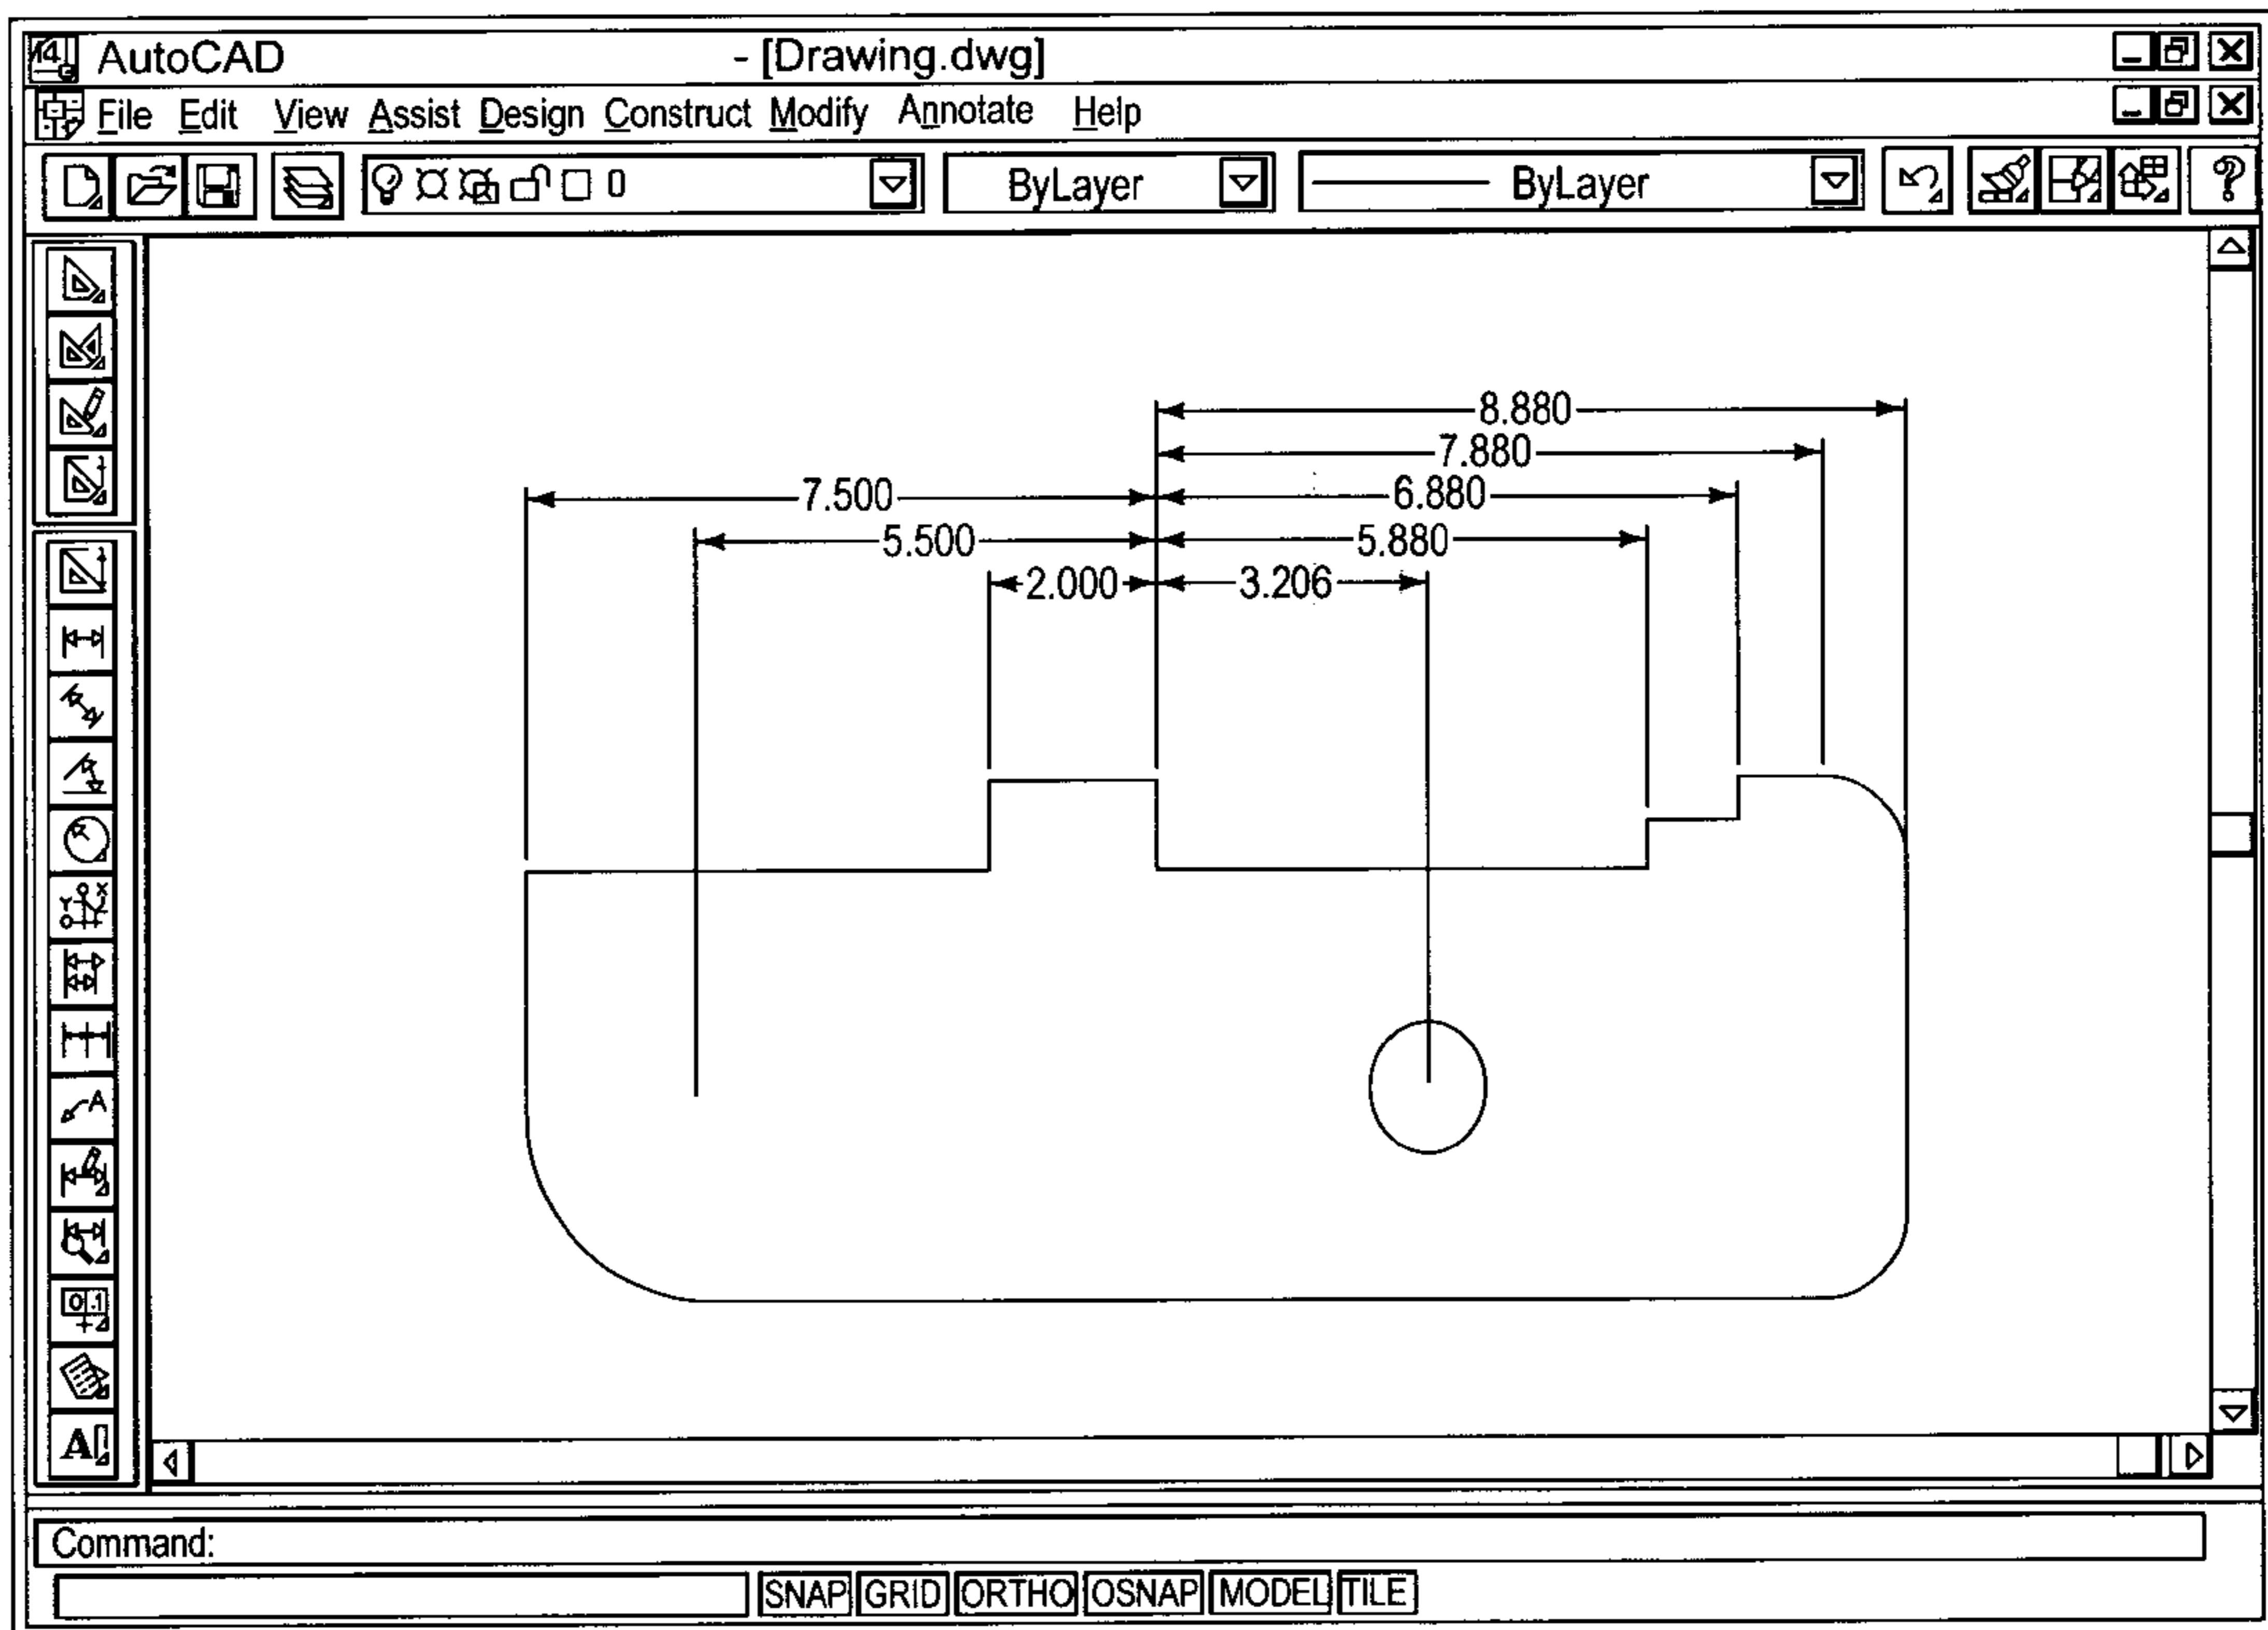 AutoCAD - [Drawing.dwg]
File Edit View Assist Design Construct Modify Annotate Help
0 ByLayer ByLayer ?
8.880
7.880
7.500 6.880
5.500 5.880
2.000 3.206
Y X
A
0 .1
A
Command:
SNAP GRID ORTHO OSNAP MODEL TILE